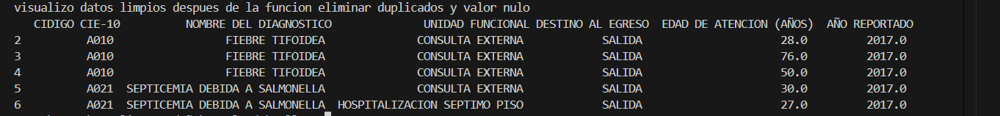 visualizo datos limpios despues de la funcion eliminar duplicados y valor nulo
CIDIGO CIE-10 NOMBRE DEL DIAGNOSTICO UNIDAD FUNCIONAL DESTINO AL EGRESO EDAD DE ATENCION (AÑOS) AÑO REPORTADO
2 A010 FIEBRE TIFOIDEA CONSULTA EXTERNA SALIDA 28.0 2017.0
3 A010 FIEBRE TIFOIDEA CONSULTA EXTERNA SALIDA 76.0 2017.0
4 A010 FIEBRE TIFOIDEA CONSULTA EXTERNA SALIDA 50.0 2017.0
5 A021 SEPTICEMIA DEBIDA A SALMONELLA CONSULTA EXTERNA SALIDA 30.0 2017.0
6 A021 SEPTICEMIA DEBIDA A SALMONELLA HOSPITALIZACION SEPTIMO PISO SALIDA 27.0 2017.0